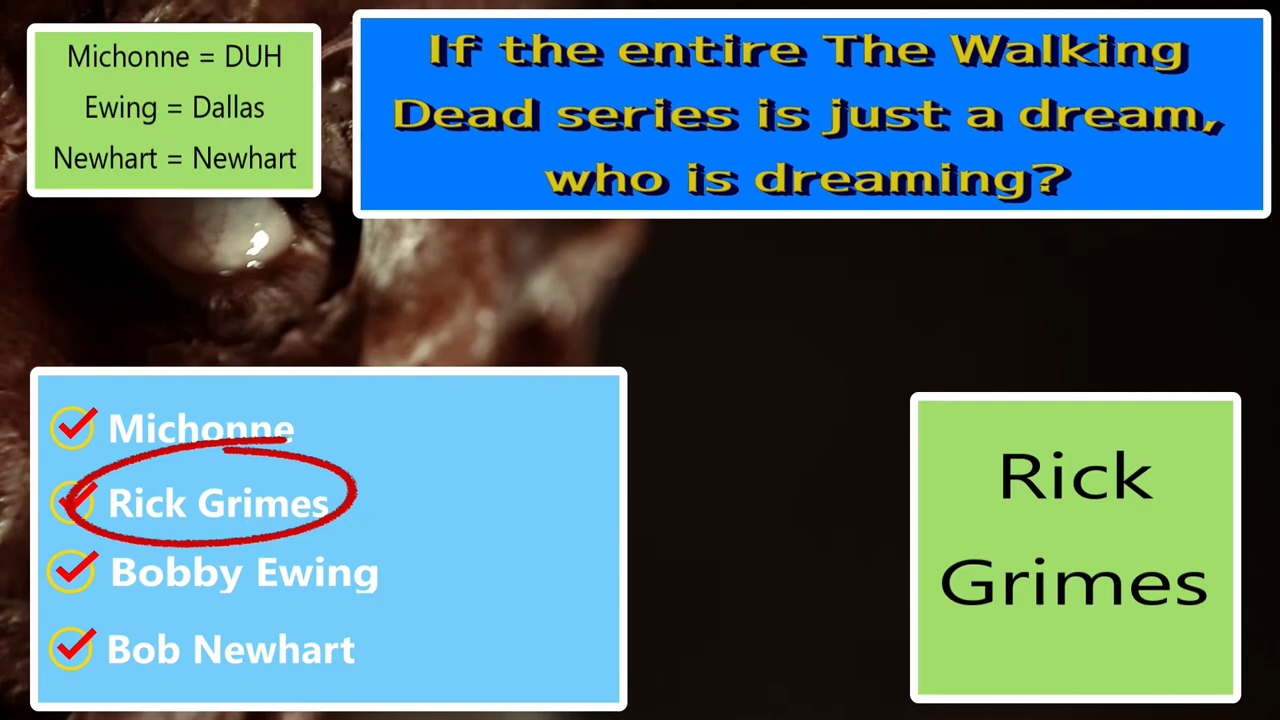 Michonne = DUH
Ewing = Dallas
Newhart = Newhart
If the entire The Walking
Dead series is just a dream,
who is dreaming?
Michonne
Rick Grimes
Bobby Ewing
Bob Newhart
Rick
Grimes